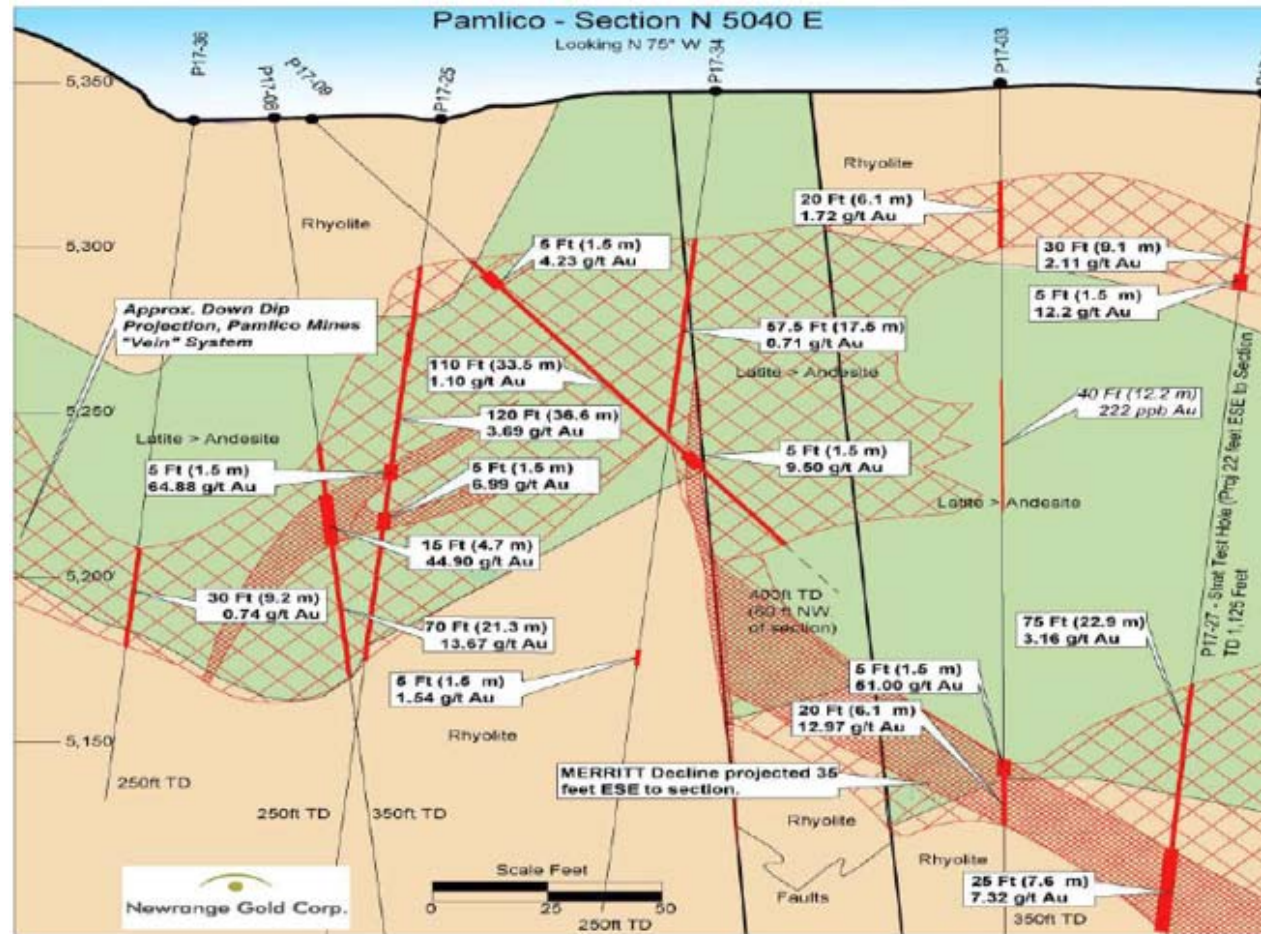 Pamlico - Section N 5040 E
Looking N 75° W
P17-36
P17-08
P17-09
P17-25
P17-34
P17-03
5,350'
5,300'
5,250'
5,200'
5,150'
Rhyolite
Rhyolite
20 Ft (6.1 m)
1.72 g/t Au
30 Ft (9.1 m)
2.11 g/t Au
5 Ft (1.5 m)
12.2 g/t Au
5 Ft (1.5 m)
4.23 g/t Au
Approx. Down Dip
Projection, Pamlico Mines
"Vein" System
57.5 Ft (17.5 m)
0.71 g/t Au
110 Ft (33.5 m)
1.10 g/t Au
Latite > Andesite
40 Ft (12.2 m)
222 ppb Au
120 Ft (36.6 m)
3.69 g/t Au
Latite > Andesite
5 Ft (1.5 m)
64.88 g/t Au
5 Ft (1.5 m)
6.99 g/t Au
5 Ft (1.5 m)
9.50 g/t Au
Latite > Andesite
15 Ft (4.7 m)
44.90 g/t Au
30 Ft (9.2 m)
0.74 g/t Au
400ft TD
(60 ft NW
of section)
70 Ft (21.3 m)
13.67 g/t Au
75 Ft (22.9 m)
3.16 g/t Au
P17-27 - Strat Test Hole (Proj 22 feet ESE to Section)
TD 1,125 Feet
5 Ft (1.5 m)
1.54 g/t Au
5 Ft (1.5 m)
51.00 g/t Au
20 Ft (6.1 m)
12.97 g/t Au
Rhyolite
MERRITT Decline projected 35
feet ESE to section.
250ft TD
250ft TD
350ft TD
Rhyolite
Rhyolite
Faults
25 Ft (7.6 m)
7.32 g/t Au
350ft TD
Scale Feet
0 25 50
250ft TD
Newrange Gold Corp.